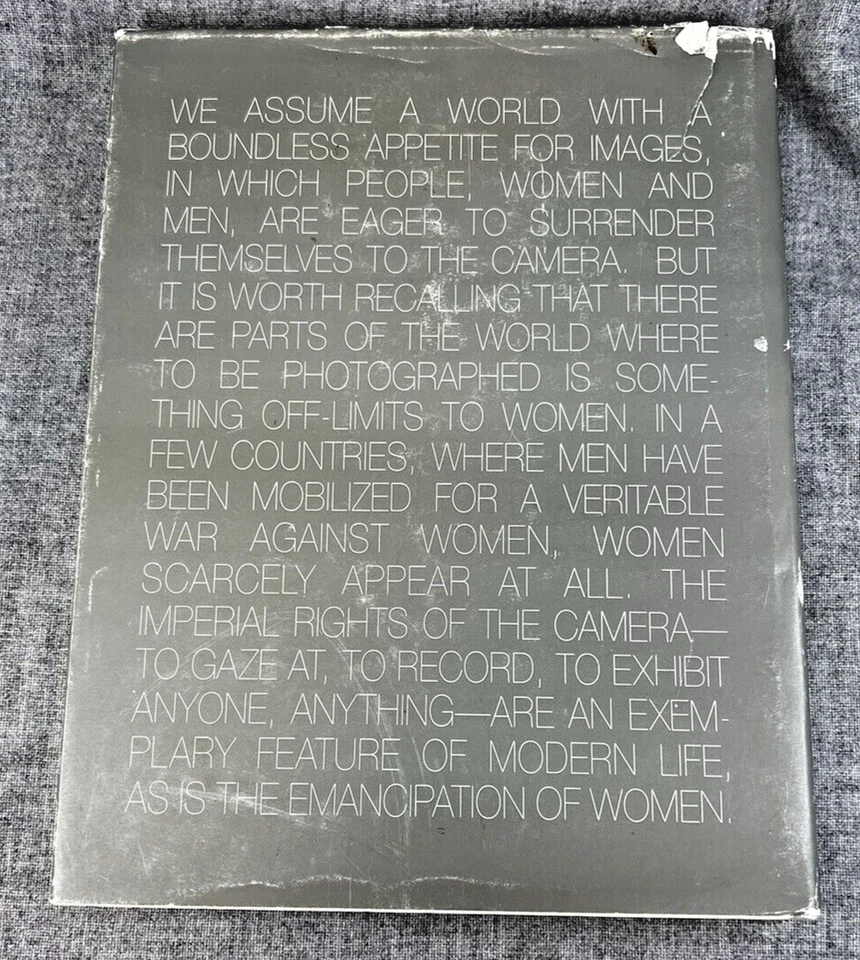 WE ASSUME A WORLD WITH A
BOUNDLESS APPETITE FOR IMAGES,
IN WHICH PEOPLE, WOMEN AND
MEN, ARE EAGER TO SURRENDER
THEMSELVES TO THE CAMERA. BUT
IT IS WORTH RECALLING THAT THERE
ARE PARTS OF THE WORLD WHERE
TO BE PHOTOGRAPHED IS SOME-
THING OFF-LIMITS TO WOMEN. IN A
FEW COUNTRIES, WHERE MEN HAVE
BEEN MOBILIZED FOR A VERITABLE
WAR AGAINST WOMEN, WOMEN
SCARCELY APPEAR AT ALL. THE
IMPERIAL RIGHTS OF THE CAMERA—
TO GAZE AT, TO RECORD, TO EXHIBIT
ANYONE, ANYTHING—ARE AN EXEM-
PLARY FEATURE OF MODERN LIFE,
AS IS THE EMANCIPATION OF WOMEN.